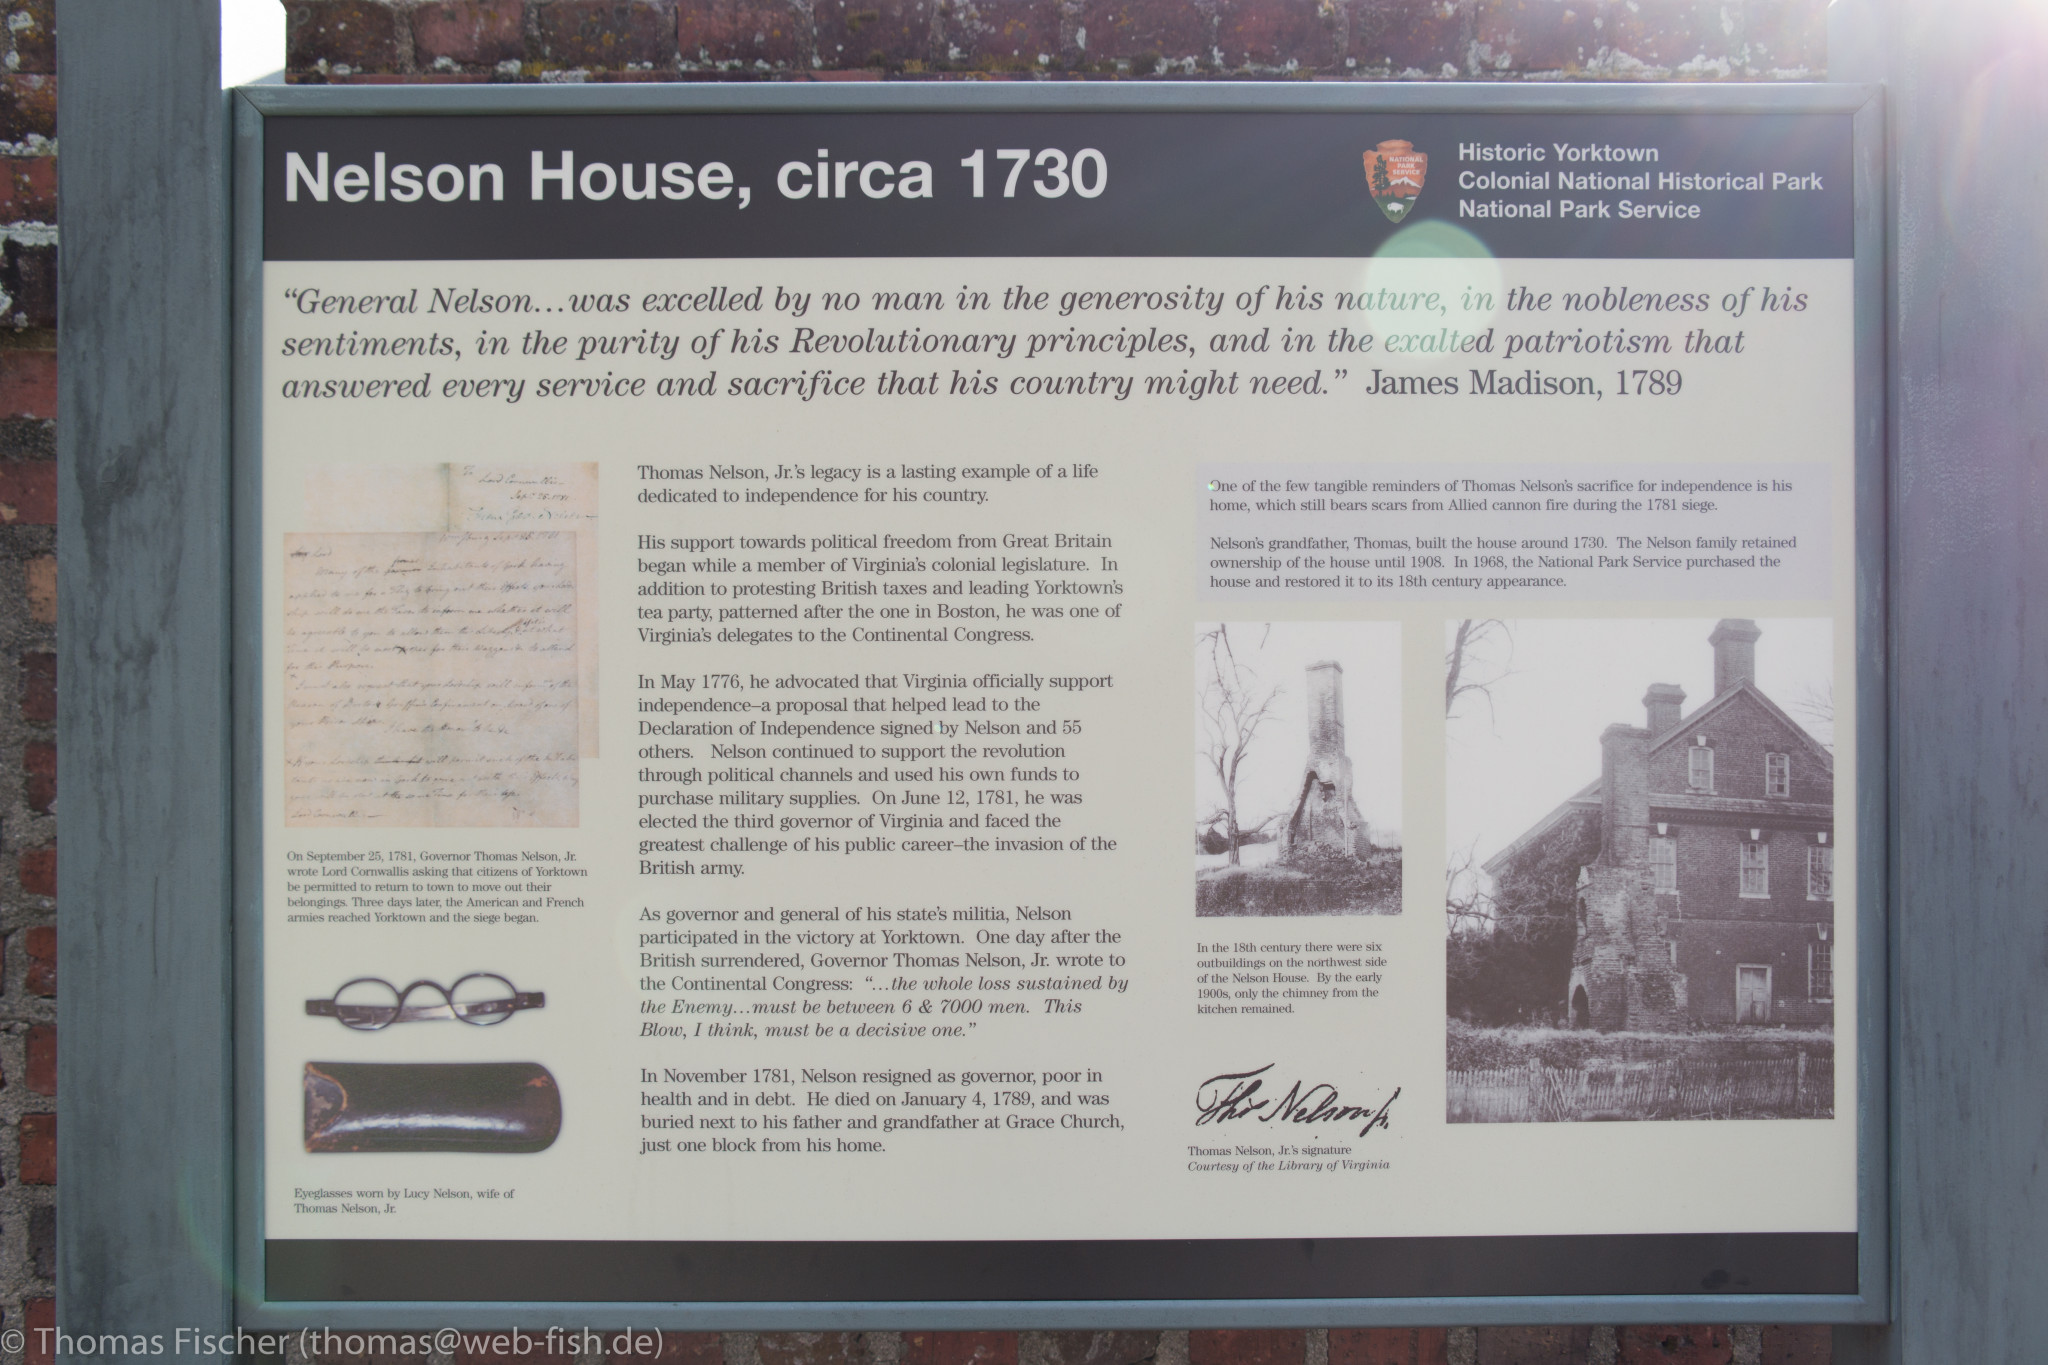 Nelson House, circa 1730
NATIONAL
PARK
SERVICE
Historic Yorktown
Colonial National Historical Park
National Park Service
“General Nelson...was excelled by no man in the generosity of his nature, in the nobleness of his
sentiments, in the purity of his Revolutionary principles, and in the exalted patriotism that
answered every service and sacrifice that his country might need.” James Madison, 1789
On September 25, 1781, Governor Thomas Nelson, Jr.
wrote Lord Cornwallis asking that citizens of Yorktown
be permitted to return to town to move out their
belongings. Three days later, the American and French
armies reached Yorktown and the siege began.
Eyeglasses worn by Lucy Nelson, wife of
Thomas Nelson, Jr.
Thomas Nelson, Jr.’s legacy is a lasting example of a life
dedicated to independence for his country.
His support towards political freedom from Great Britain
began while a member of Virginia’s colonial legislature. In
addition to protesting British taxes and leading Yorktown’s
tea party, patterned after the one in Boston, he was one of
Virginia’s delegates to the Continental Congress.
In May 1776, he advocated that Virginia officially support
independence–a proposal that helped lead to the
Declaration of Independence signed by Nelson and 55
others. Nelson continued to support the revolution
through political channels and used his own funds to
purchase military supplies. On June 12, 1781, he was
elected the third governor of Virginia and faced the
greatest challenge of his public career–the invasion of the
British army.
As governor and general of his state’s militia, Nelson
participated in the victory at Yorktown. One day after the
British surrendered, Governor Thomas Nelson, Jr. wrote to
the Continental Congress: “...the whole loss sustained by
the Enemy...must be between 6 & 7000 men. This
Blow, I think, must be a decisive one.”
In November 1781, Nelson resigned as governor, poor in
health and in debt. He died on January 4, 1789, and was
buried next to his father and grandfather at Grace Church,
just one block from his home.
One of the few tangible reminders of Thomas Nelson’s sacrifice for independence is his
home, which still bears scars from Allied cannon fire during the 1781 siege.
Nelson’s grandfather, Thomas, built the house around 1730. The Nelson family retained
ownership of the house until 1908. In 1968, the National Park Service purchased the
house and restored it to its 18th century appearance.
In the 18th century there were six
outbuildings on the northwest side
of the Nelson House. By the early
1900s, only the chimney from the
kitchen remained.
Thos Nelson Jr.
Thomas Nelson, Jr.’s signature
Courtesy of the Library of Virginia
© Thomas Fischer (thomas@web-fish.de)